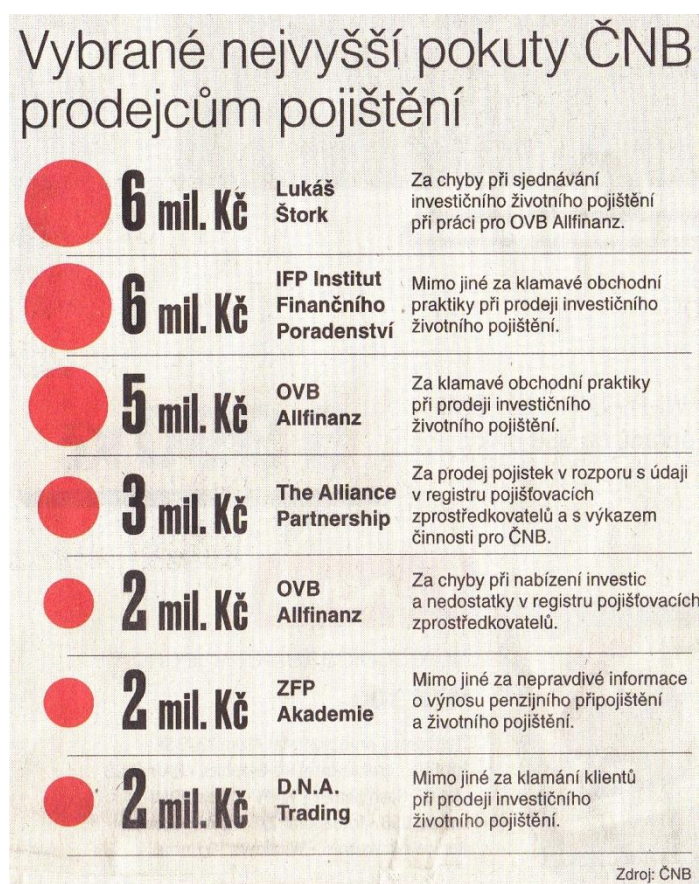 Vybrané nejvyšší pokuty ČNB
prodejcům pojištění
6 mil. Kč
Lukáš
Štork
Za chyby při sjednávání
investičního životního pojištění
při práci pro OVB Allfinanz.
6 mil. Kč
IFP Institut
Finančního
Poradenství
Mimo jiné za klamavé obchodní
praktiky při prodeji investičního
životního pojištění.
5 mil. Kč
OVB
Allfinanz
Za klamavé obchodní praktiky
při prodeji investičního
životního pojištění.
3 mil. Kč
The Alliance
Partnership
Za prodej pojistek v rozporu s údaji
v registru pojišťovacích
zprostředkovatelů a s výkazem
činnosti pro ČNB.
2 mil. Kč
OVB
Allfinanz
Za chyby při nabízení investic
a nedostatky v registru pojišťovacích
zprostředkovatelů.
2 mil. Kč
ZFP
Akademie
Mimo jiné za nepravdivé informace
o výnosu penzijního připojištění
a životního pojištění.
2 mil. Kč
D.N.A.
Trading
Mimo jiné za klamání klientů
při prodeji investičního
životního pojištění.
Zdroj: ČNB